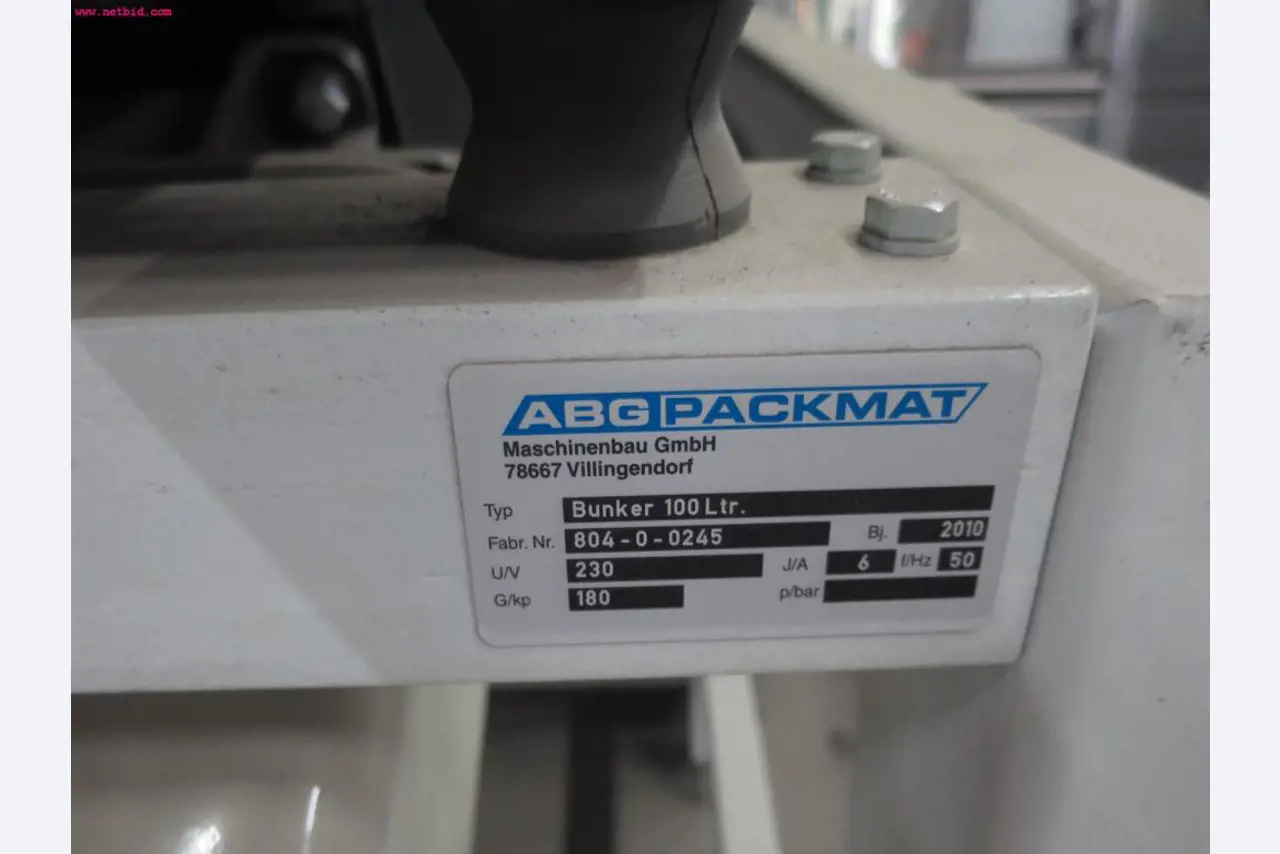 www.netbid.com
ABG PACKMAT
Maschinenbau GmbH
78667 Villingendorf
Typ Bunker 100 Ltr.
Fabr. Nr. 804-0-0245 Bj. 2010
U/V 230 J/A 6 f/Hz 50
G/kp 180 p/bar